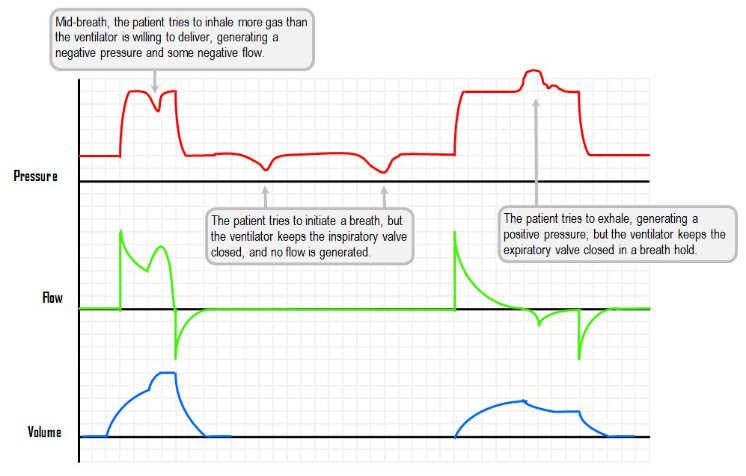 Mid-breath, the patient tries to inhale more gas than
the ventilator is willing to deliver, generating a
negative pressure and some negative flow.
Pressure
The patient tries to initiate a breath, but
the ventilator keeps the inspiratory valve
closed, and no flow is generated.
The patient tries to exhale, generating a
positive pressure; but the ventilator keeps the
expiratory valve closed in a breath hold.
Flow
Volume